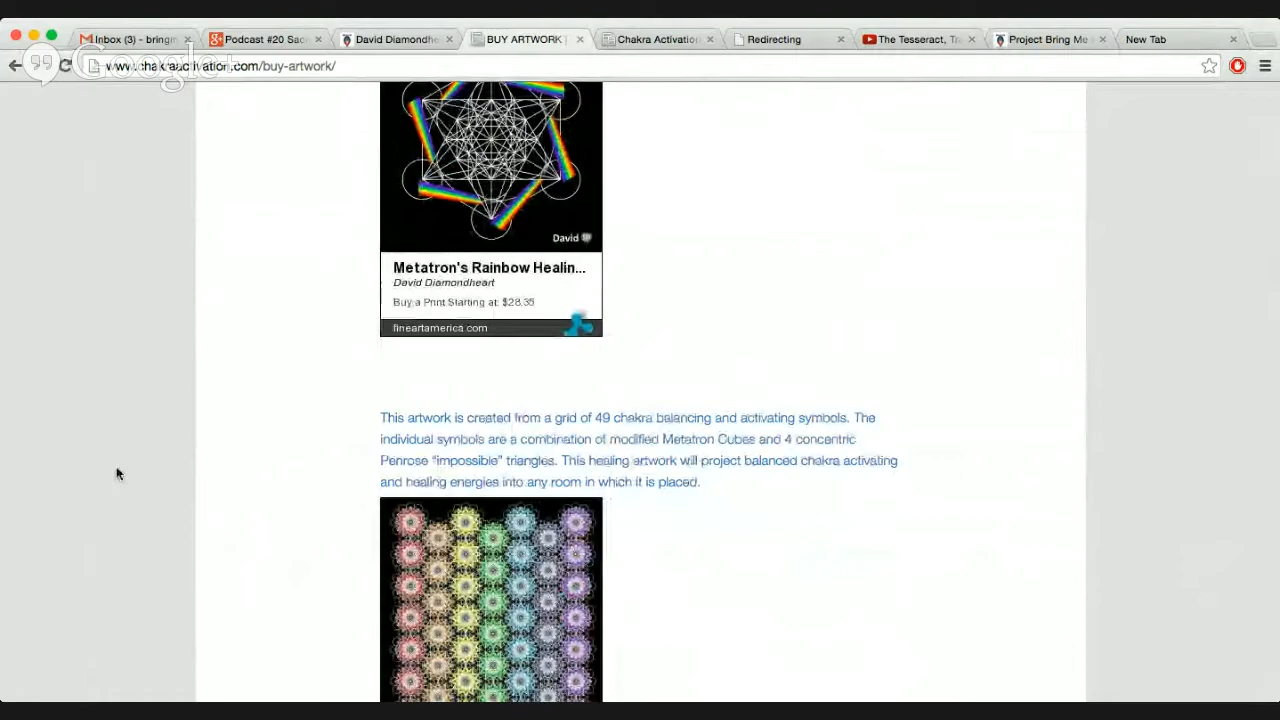 Inbox (3) - bringm
Podcast #20 Sac
David Diamondhe
BUY ARTWORK |
Chakra Activation
Redirecting
The Tesseract, Tra
Project Bring Me
New Tab
Google+
www.chakraactivation.com/buy-artwork/
David
Metatron's Rainbow Healin...
David Diamondheart
Buy a Print Starting at: $28.35
fineartamerica.com
This artwork is created from a grid of 49 chakra balancing and activating symbols. The
individual symbols are a combination of modified Metatron Cubes and 4 concentric
Penrose “impossible” triangles. This healing artwork will project balanced chakra activating
and healing energies into any room in which it is placed.